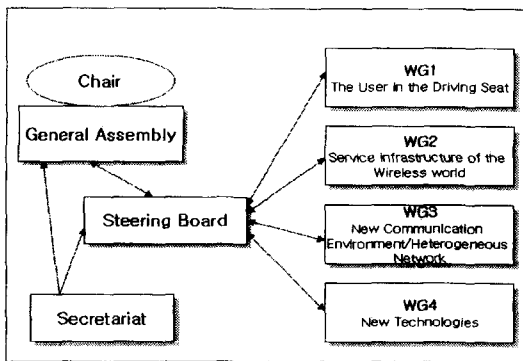 Chair
General Assembly
Steering Board
Secretariat
WG1
The User in the Driving Seat
WG2
Service Infrastructure of the
Wireless world
WG3
New Communication
Environment/Heterogeneous
Network
WG4
New Technologies